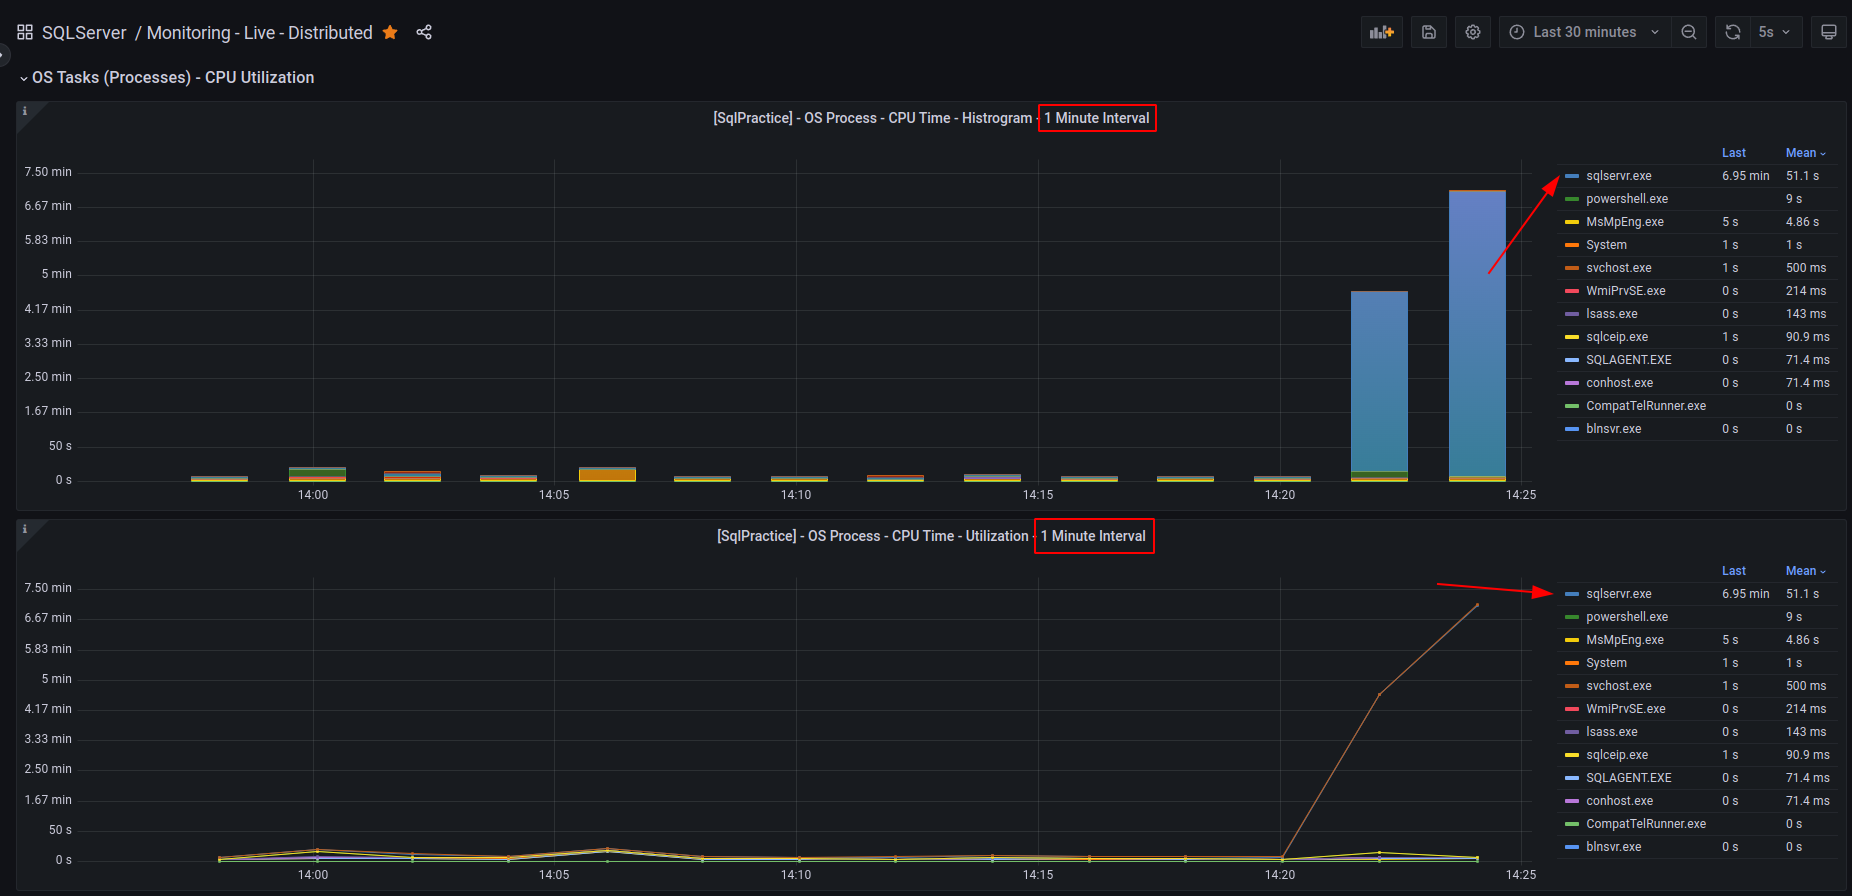 SQLServer / Monitoring - Live - Distributed
Last 30 minutes
5s
OS Tasks (Processes) - CPU Utilization
[SqlPractice] - OS Process - CPU Time - Histrogram - 1 Minute Interval
7.50 min
6.67 min
5.83 min
5 min
4.17 min
3.33 min
2.50 min
1.67 min
50 s
0 s
14:00 14:05 14:10 14:15 14:20 14:25
Last Mean
sqlservr.exe 6.95 min 51.1 s
powershell.exe 9 s
MsMpEng.exe 5 s 4.86 s
System 1 s 1 s
svchost.exe 1 s 500 ms
WmiPrvSE.exe 0 s 214 ms
lsass.exe 0 s 143 ms
sqlceip.exe 1 s 90.9 ms
SQLAGENT.EXE 0 s 71.4 ms
conhost.exe 0 s 71.4 ms
CompatTelRunner.exe 0 s
blnsvr.exe 0 s 0 s
[SqlPractice] - OS Process - CPU Time - Utilization - 1 Minute Interval
7.50 min
6.67 min
5.83 min
5 min
4.17 min
3.33 min
2.50 min
1.67 min
50 s
0 s
14:00 14:05 14:10 14:15 14:20 14:25
Last Mean
sqlservr.exe 6.95 min 51.1 s
powershell.exe 9 s
MsMpEng.exe 5 s 4.86 s
System 1 s 1 s
svchost.exe 1 s 500 ms
WmiPrvSE.exe 0 s 214 ms
lsass.exe 0 s 143 ms
sqlceip.exe 1 s 90.9 ms
SQLAGENT.EXE 0 s 71.4 ms
conhost.exe 0 s 71.4 ms
CompatTelRunner.exe 0 s
blnsvr.exe 0 s 0 s